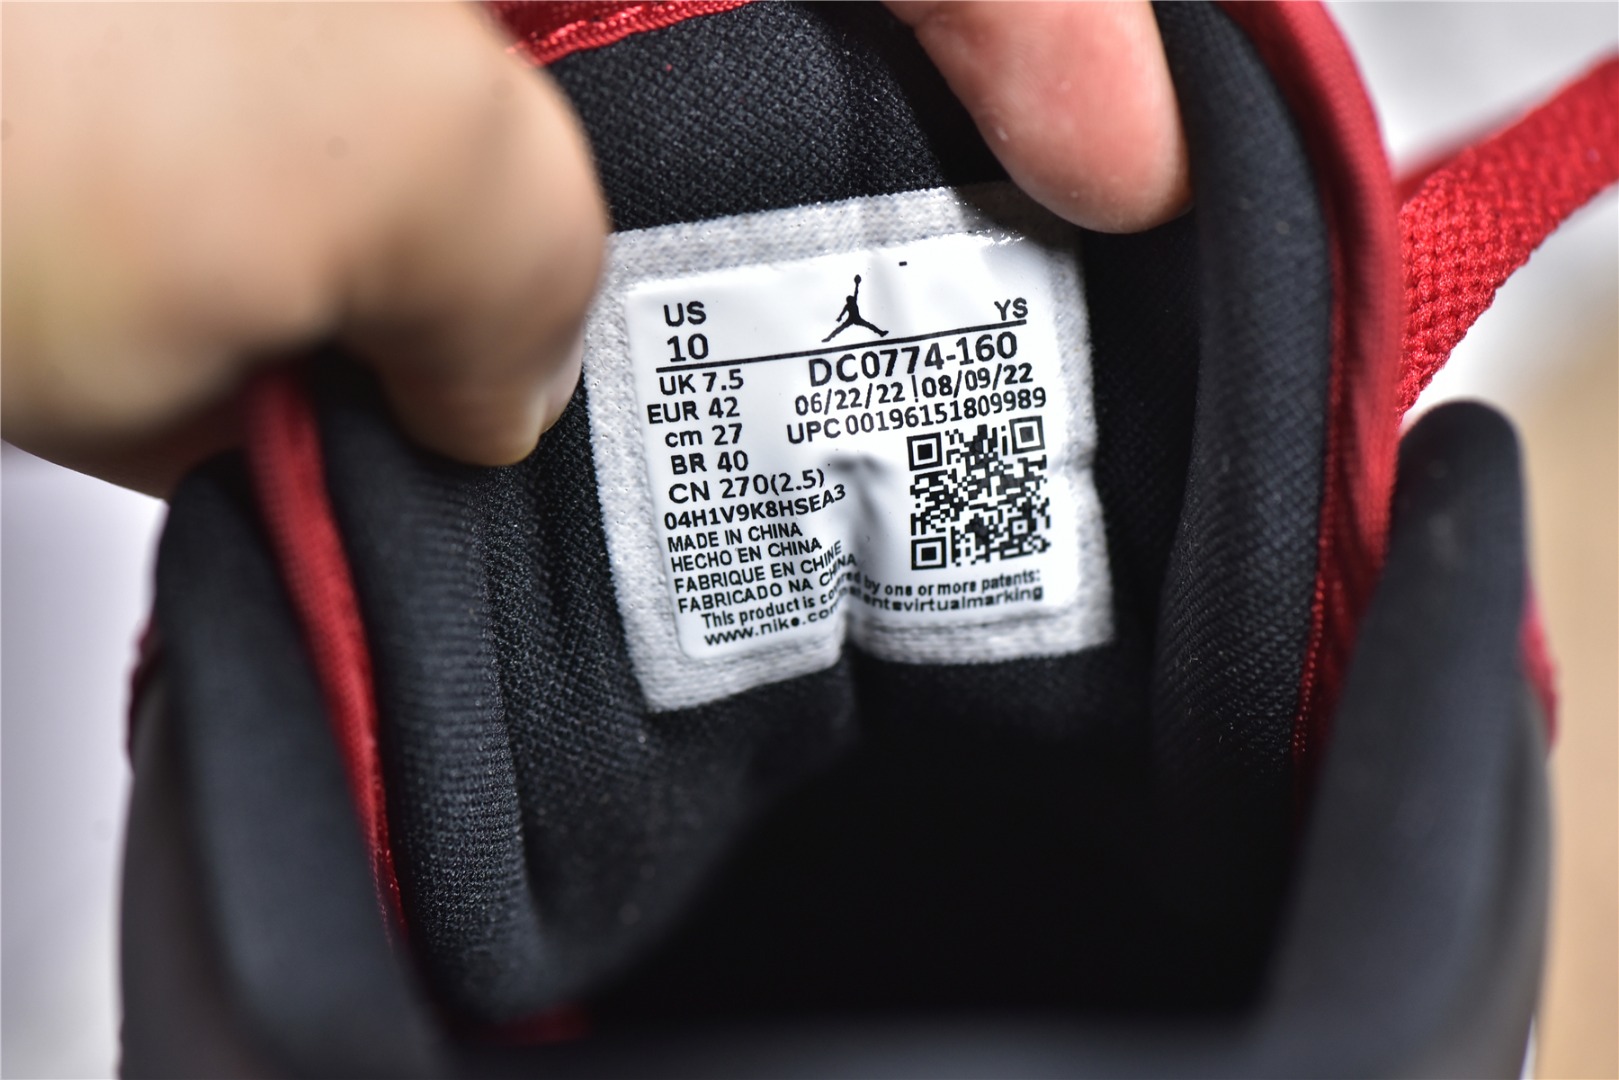 US
10
YS
UK 7.5
EUR 42
cm 27
BR 40
CN 270(2.5)
04H1V9K8HSEA3
MADE IN CHINA
HECHO EN CHINA
FABRIQUE EN CHINE
FABRICADO NA CHINA
DC0774-160
06/22/22 | 08/09/22
UPC 00196151809989
This product is by one or more patents:
www.nike.com